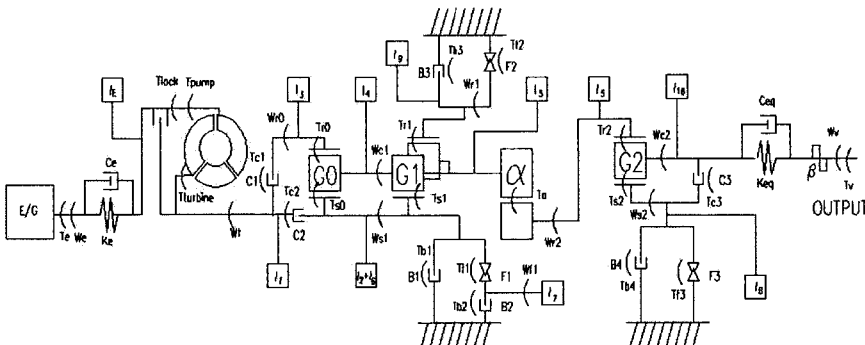 I9
Tb3
B3
Tf2
F2
Wr1
IE
Tlock
Tpump
I3
I4
I5
I5
I10
Ceq
Wr0
Tr0
Tr1
Tr2
Wc2
Wv
Ce
Tc1
C1
G0
Wc1
G1
α
G2
C3
Keq
β
Tv
E/G
Tturbine
Tc2
Ts0
Ts1
Ta
Ts2
Ws2
Tc3
OUTPUT
Te
We
Ke
Wt
C2
Ws1
Wr2
Tb1
B1
Tf1
F1
Wf1
B4
Tb4
Tf3
F3
I1
I2+I6
Tb2
B2
I7
I8